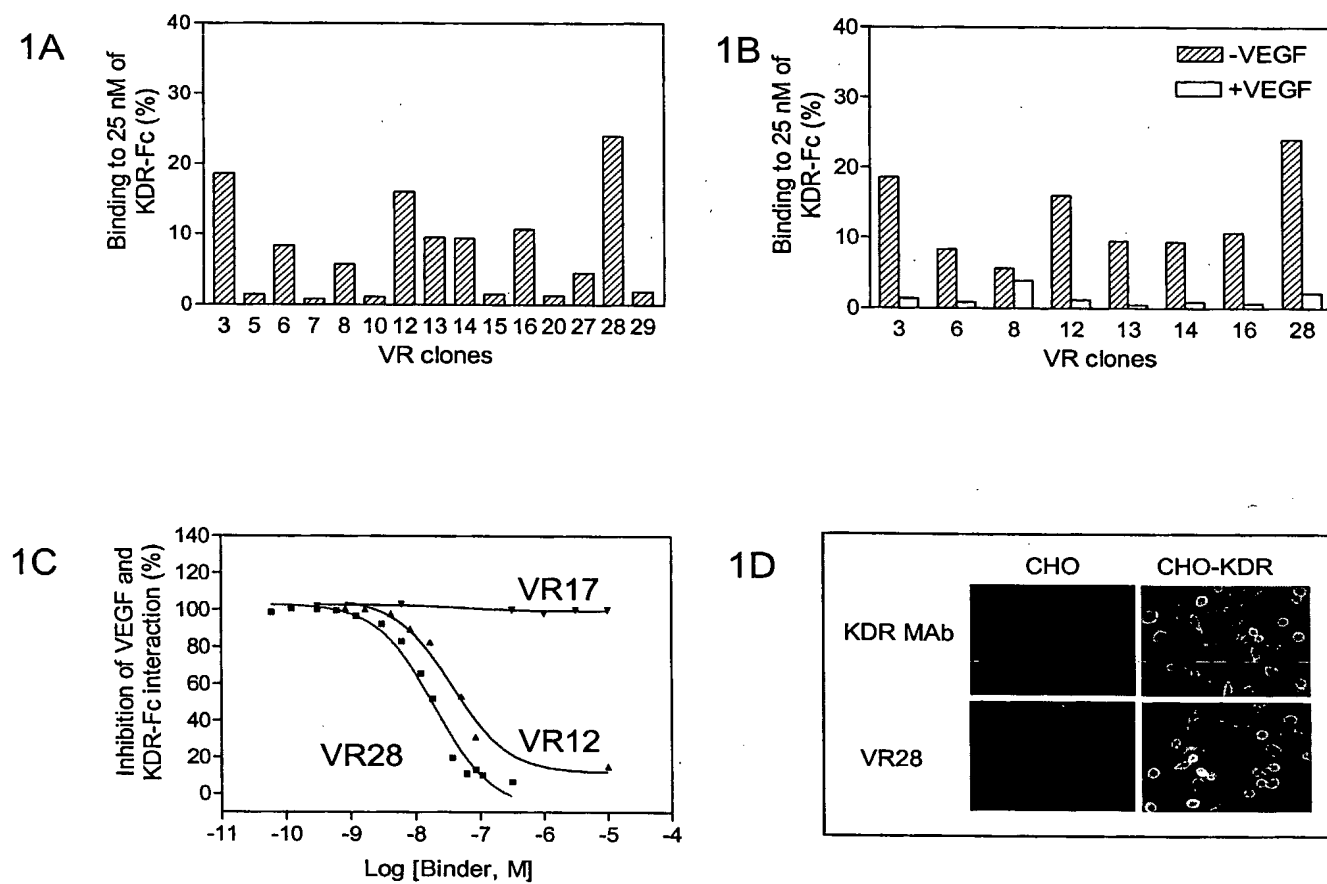 1A
Binding to 25 nM of
KDR-Fc (%)
40
30
20
10
0
3 5 6 7 8 10 12 13 14 15 16 20 27 28 29
VR clones
1B
Binding to 25 nM of
KDR-Fc (%)
40
30
20
10
0
-VEGF
+VEGF
3 6 8 12 13 14 16 28
VR clones
1C
Inhibition of VEGF and
KDR-Fc interaction (%)
140
120
100
80
60
40
20
0
VR17
VR12
VR28
-11 -10 -9 -8 -7 -6 -5 -4
Log [Binder, M]
1D
CHO CHO-KDR
KDR MAb
VR28